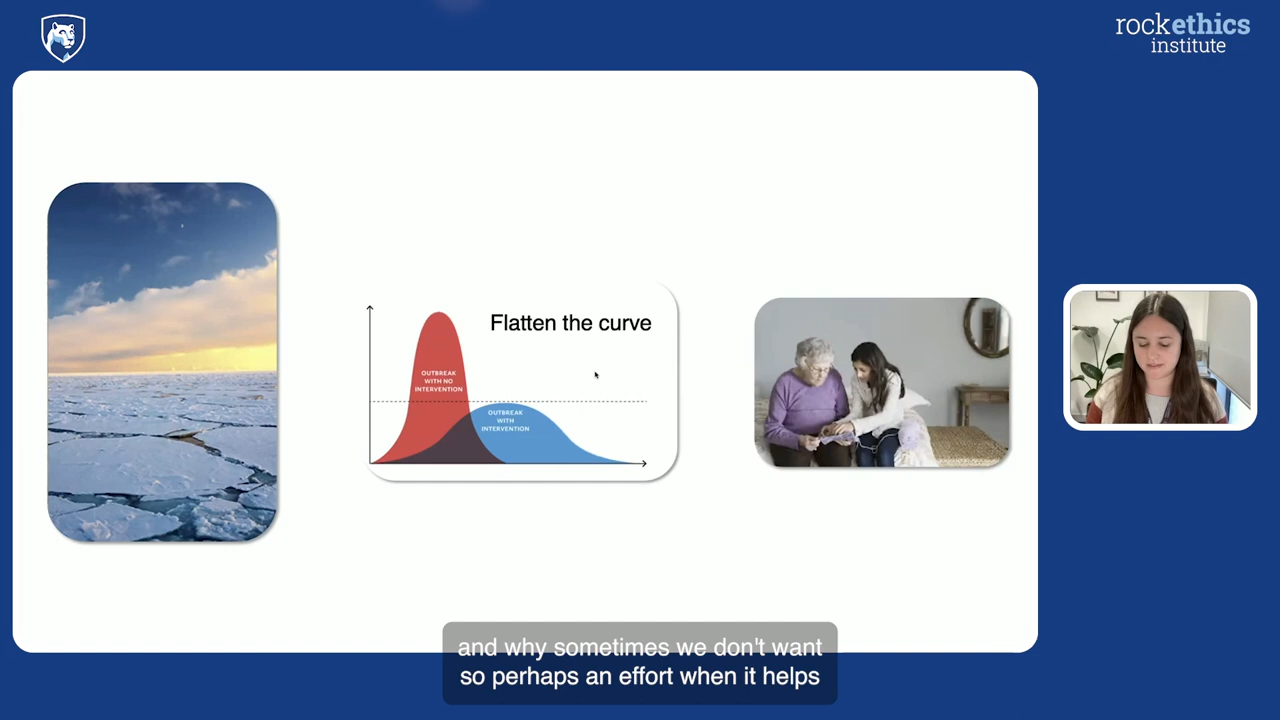 rockethics
institute
Flatten the curve
OUTBREAK
WITH NO
INTERVENTION
OUTBREAK
WITH
INTERVENTION
and why sometimes we don't want
so perhaps an effort when it helps